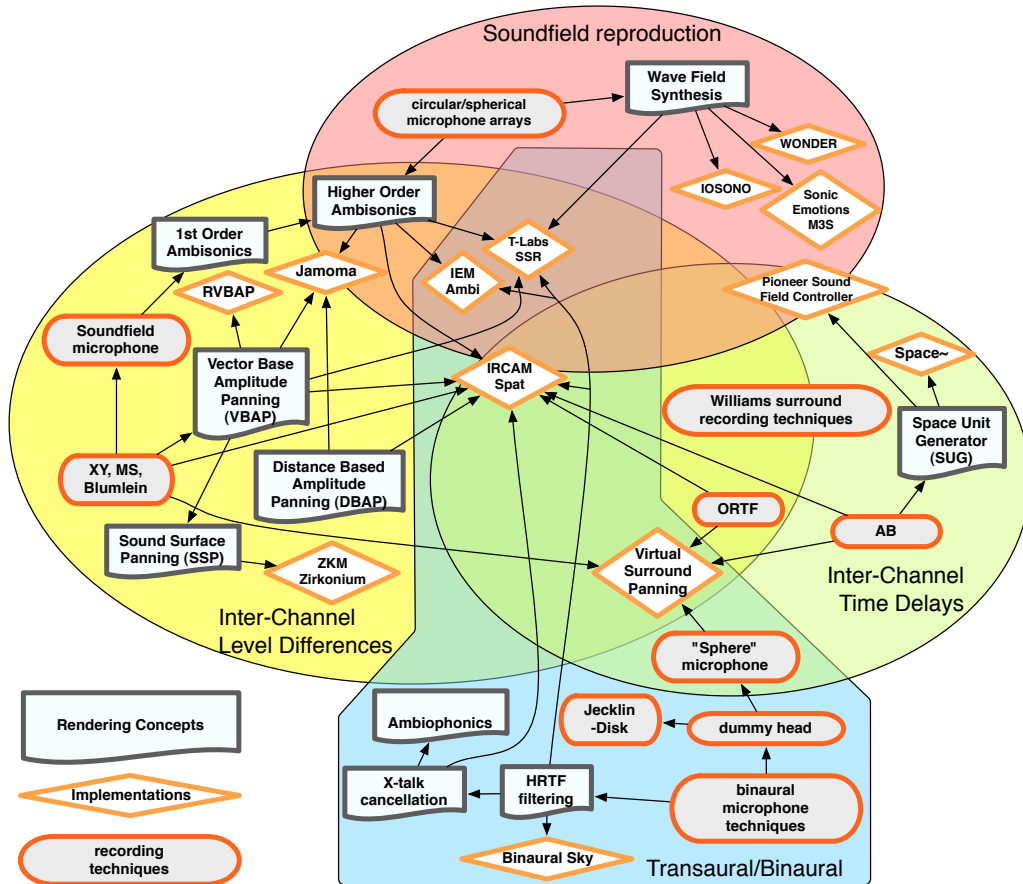 Soundfield reproduction
Wave Field
Synthesis
circular/spherical
microphone arrays
WONDER
IOSONO
Sonic
Emotions
M3S
Higher Order
Ambisonics
1st Order
Ambisonics
T-Labs
SSR
Jamoma
IEM
Ambi
RVBAP
Pioneer Sound
Field Controller
Soundfield
microphone
Space~
Vector Base
Amplitude
Panning
(VBAP)
IRCAM
Spat
Williams surround
recording techniques
Space Unit
Generator
(SUG)
XY, MS,
Blumlein
Distance Based
Amplitude
Panning (DBAP)
ORTF
AB
Sound Surface
Panning (SSP)
ZKM
Zirkonium
Virtual
Surround
Panning
Inter-Channel
Time Delays
Inter-Channel
Level Differences
"Sphere"
microphone
Rendering Concepts
Ambiophonics
Jecklin
-Disk
dummy head
Implementations
X-talk
cancellation
HRTF
filtering
binaural
microphone
techniques
recording
techniques
Binaural Sky
Transaural/Binaural